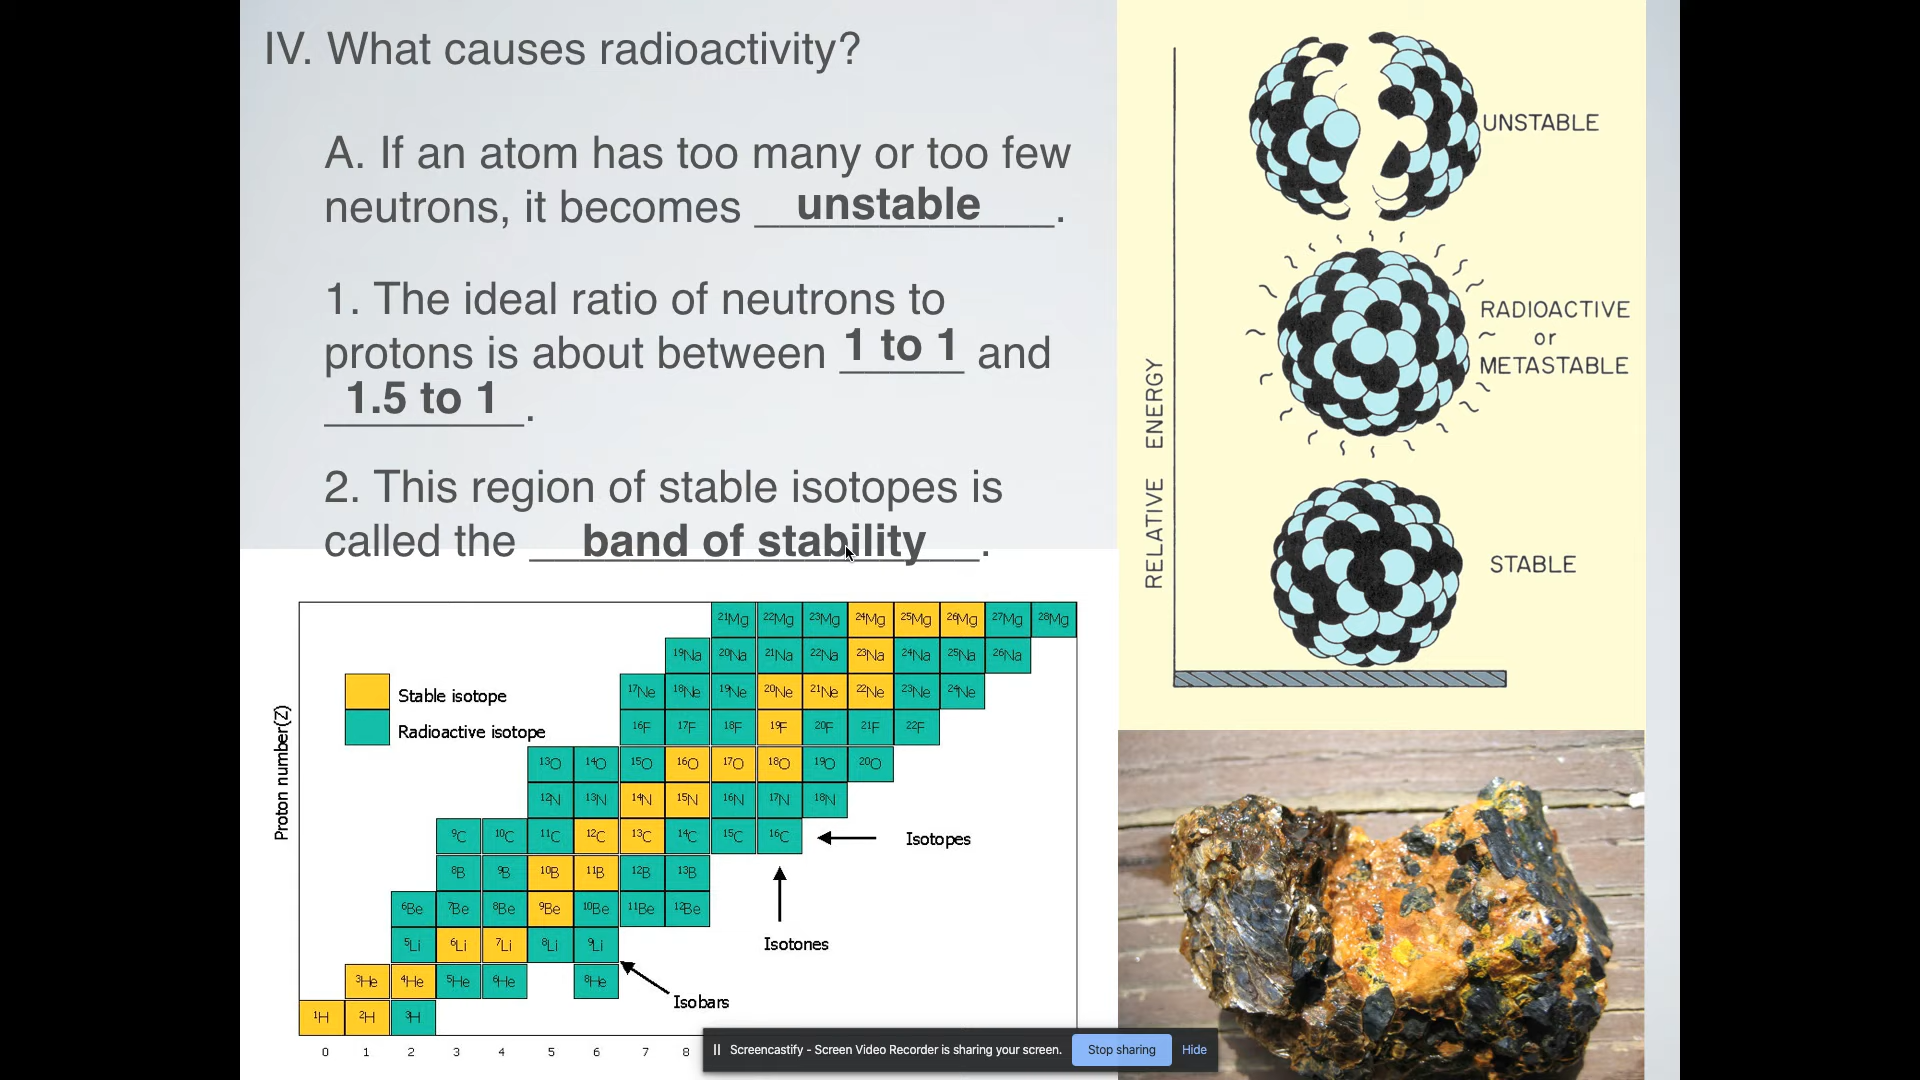 IV. What causes radioactivity?
A. If an atom has too many or too few
neutrons, it becomes unstable.
1. The ideal ratio of neutrons to
protons is about between 1 to 1 and
1.5 to 1.
2. This region of stable isotopes is
called the band of stability.
UNSTABLE
RADIOACTIVE
or
METASTABLE
STABLE
RELATIVE ENERGY
Stable isotope
Radioactive isotope
Proton number(Z)
21Mg 22Mg 23Mg 24Mg 25Mg 26Mg 27Mg 28Mg
19Na 20Na 21Na 22Na 23Na 24Na 25Na 26Na
17Ne 18Ne 19Ne 20Ne 21Ne 22Ne 23Ne 24Ne
16F 17F 18F 19F 20F 21F 22F
13O 14O 15O 16O 17O 18O 19O 20O
12N 13N 14N 15N 16N 17N 18N
9C 10C 11C 12C 13C 14C 15C 16C
Isotopes
8B 9B 10B 11B 12B 13B
6Be 7Be 8Be 9Be 10Be 11Be 12Be
Isotones
5Li 6Li 7Li 8Li 9Li
3He 4He 5He 6He 8He
Isobars
1H 2H 3H
0 1 2 3 4 5 6 7 8
Screencastify - Screen Video Recorder is sharing your screen.
Stop sharing
Hide